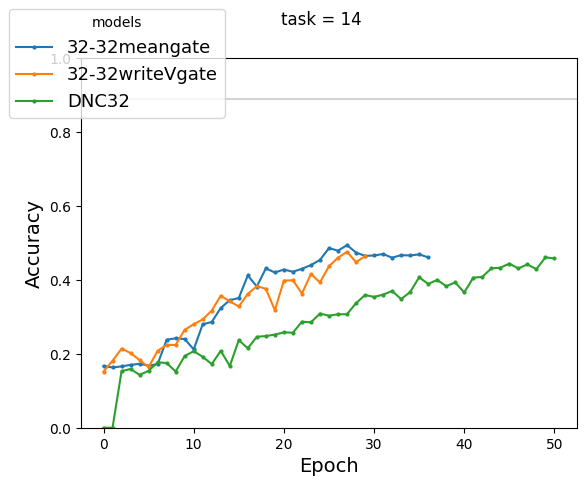 task = 14
models
32-32meangate
32-32writeVgate
DNC32
1.0
0.8
0.6
0.4
0.2
0.0
Accuracy
0 10 20 30 40 50
Epoch